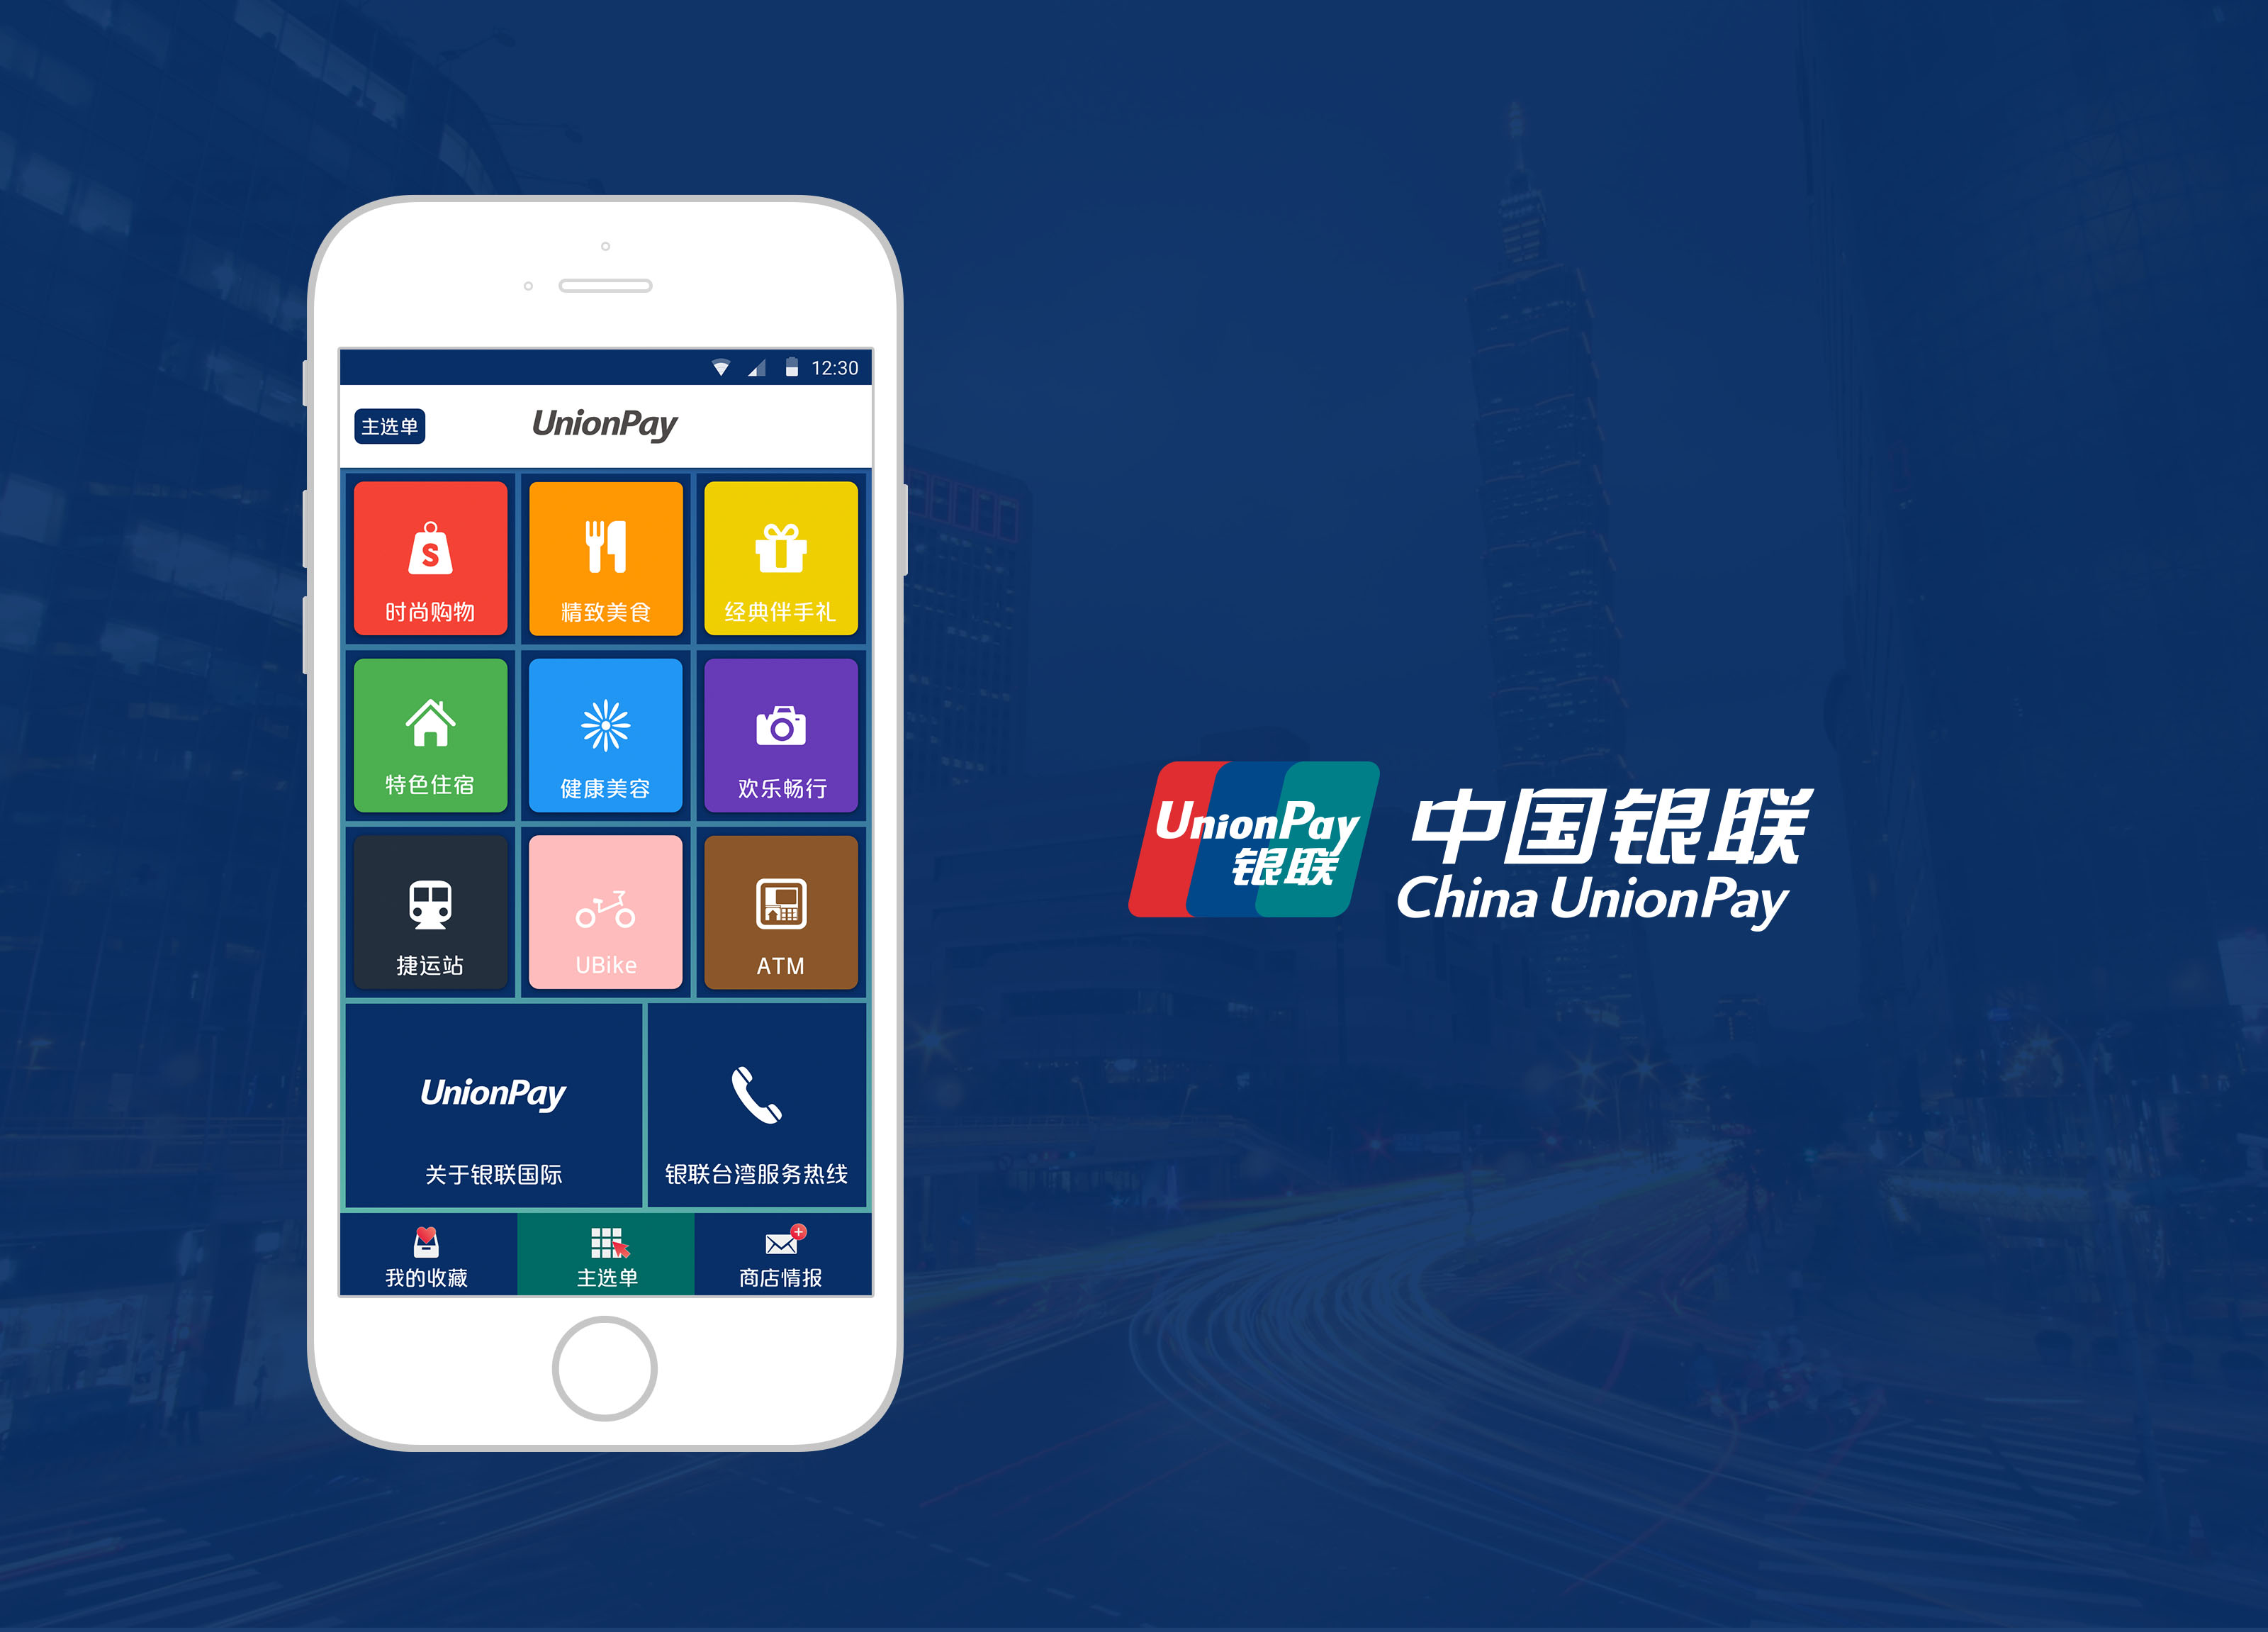 12:30
主选单
UnionPay
S
时尚购物
精致美食
经典伴手礼
特色住宿
健康美容
欢乐畅行
捷运站
UBike
ATM
UnionPay
关于银联国际
银联台湾服务热线
我的收藏
主选单
商店情报
UnionPay
银联
中国银联
China UnionPay